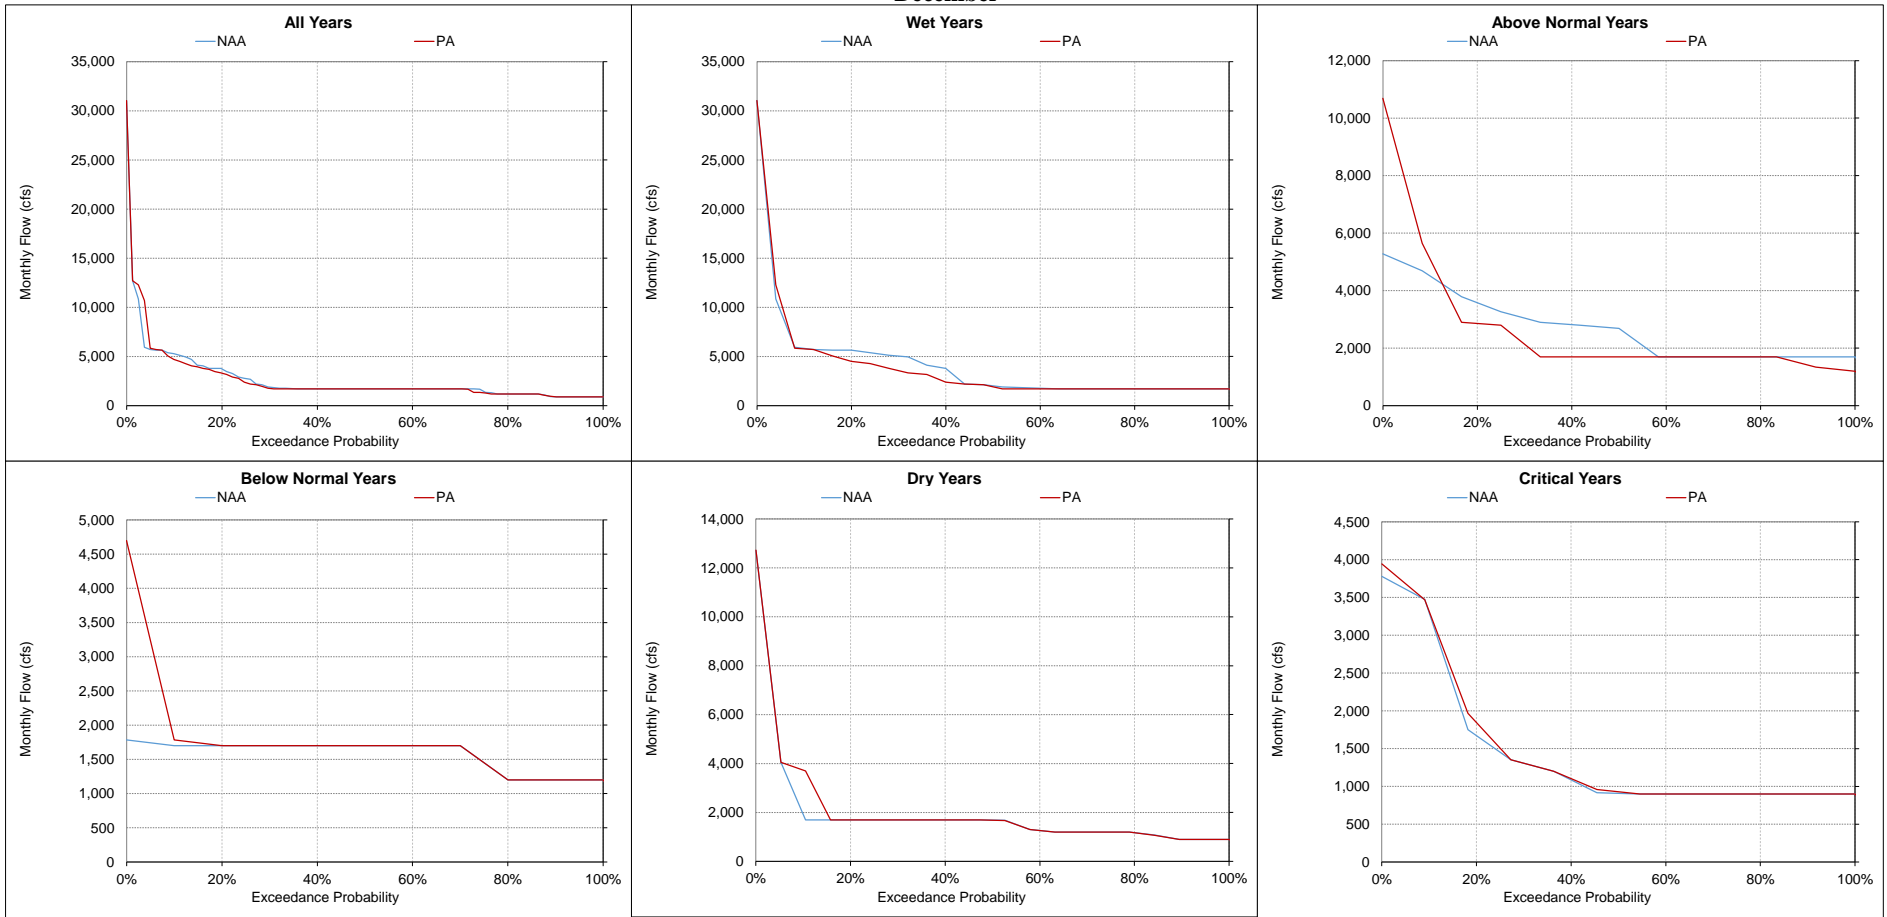 December
All Years
NAA PA
35,000
30,000
25,000
20,000
15,000
10,000
5,000
0
Monthly Flow (cfs)
0% 20% 40% 60% 80% 100%
Exceedance Probability
Wet Years
NAA PA
35,000
30,000
25,000
20,000
15,000
10,000
5,000
0
Monthly Flow (cfs)
0% 20% 40% 60% 80% 100%
Exceedance Probability
Above Normal Years
NAA PA
12,000
10,000
8,000
6,000
4,000
2,000
0
Monthly Flow (cfs)
0% 20% 40% 60% 80% 100%
Exceedance Probability
Below Normal Years
NAA PA
5,000
4,500
4,000
3,500
3,000
2,500
2,000
1,500
1,000
500
0
Monthly Flow (cfs)
0% 20% 40% 60% 80% 100%
Exceedance Probability
Dry Years
NAA PA
14,000
12,000
10,000
8,000
6,000
4,000
2,000
0
Monthly Flow (cfs)
0% 20% 40% 60% 80% 100%
Exceedance Probability
Critical Years
NAA PA
4,500
4,000
3,500
3,000
2,500
2,000
1,500
1,000
500
0
Monthly Flow (cfs)
0% 20% 40% 60% 80% 100%
Exceedance Probability